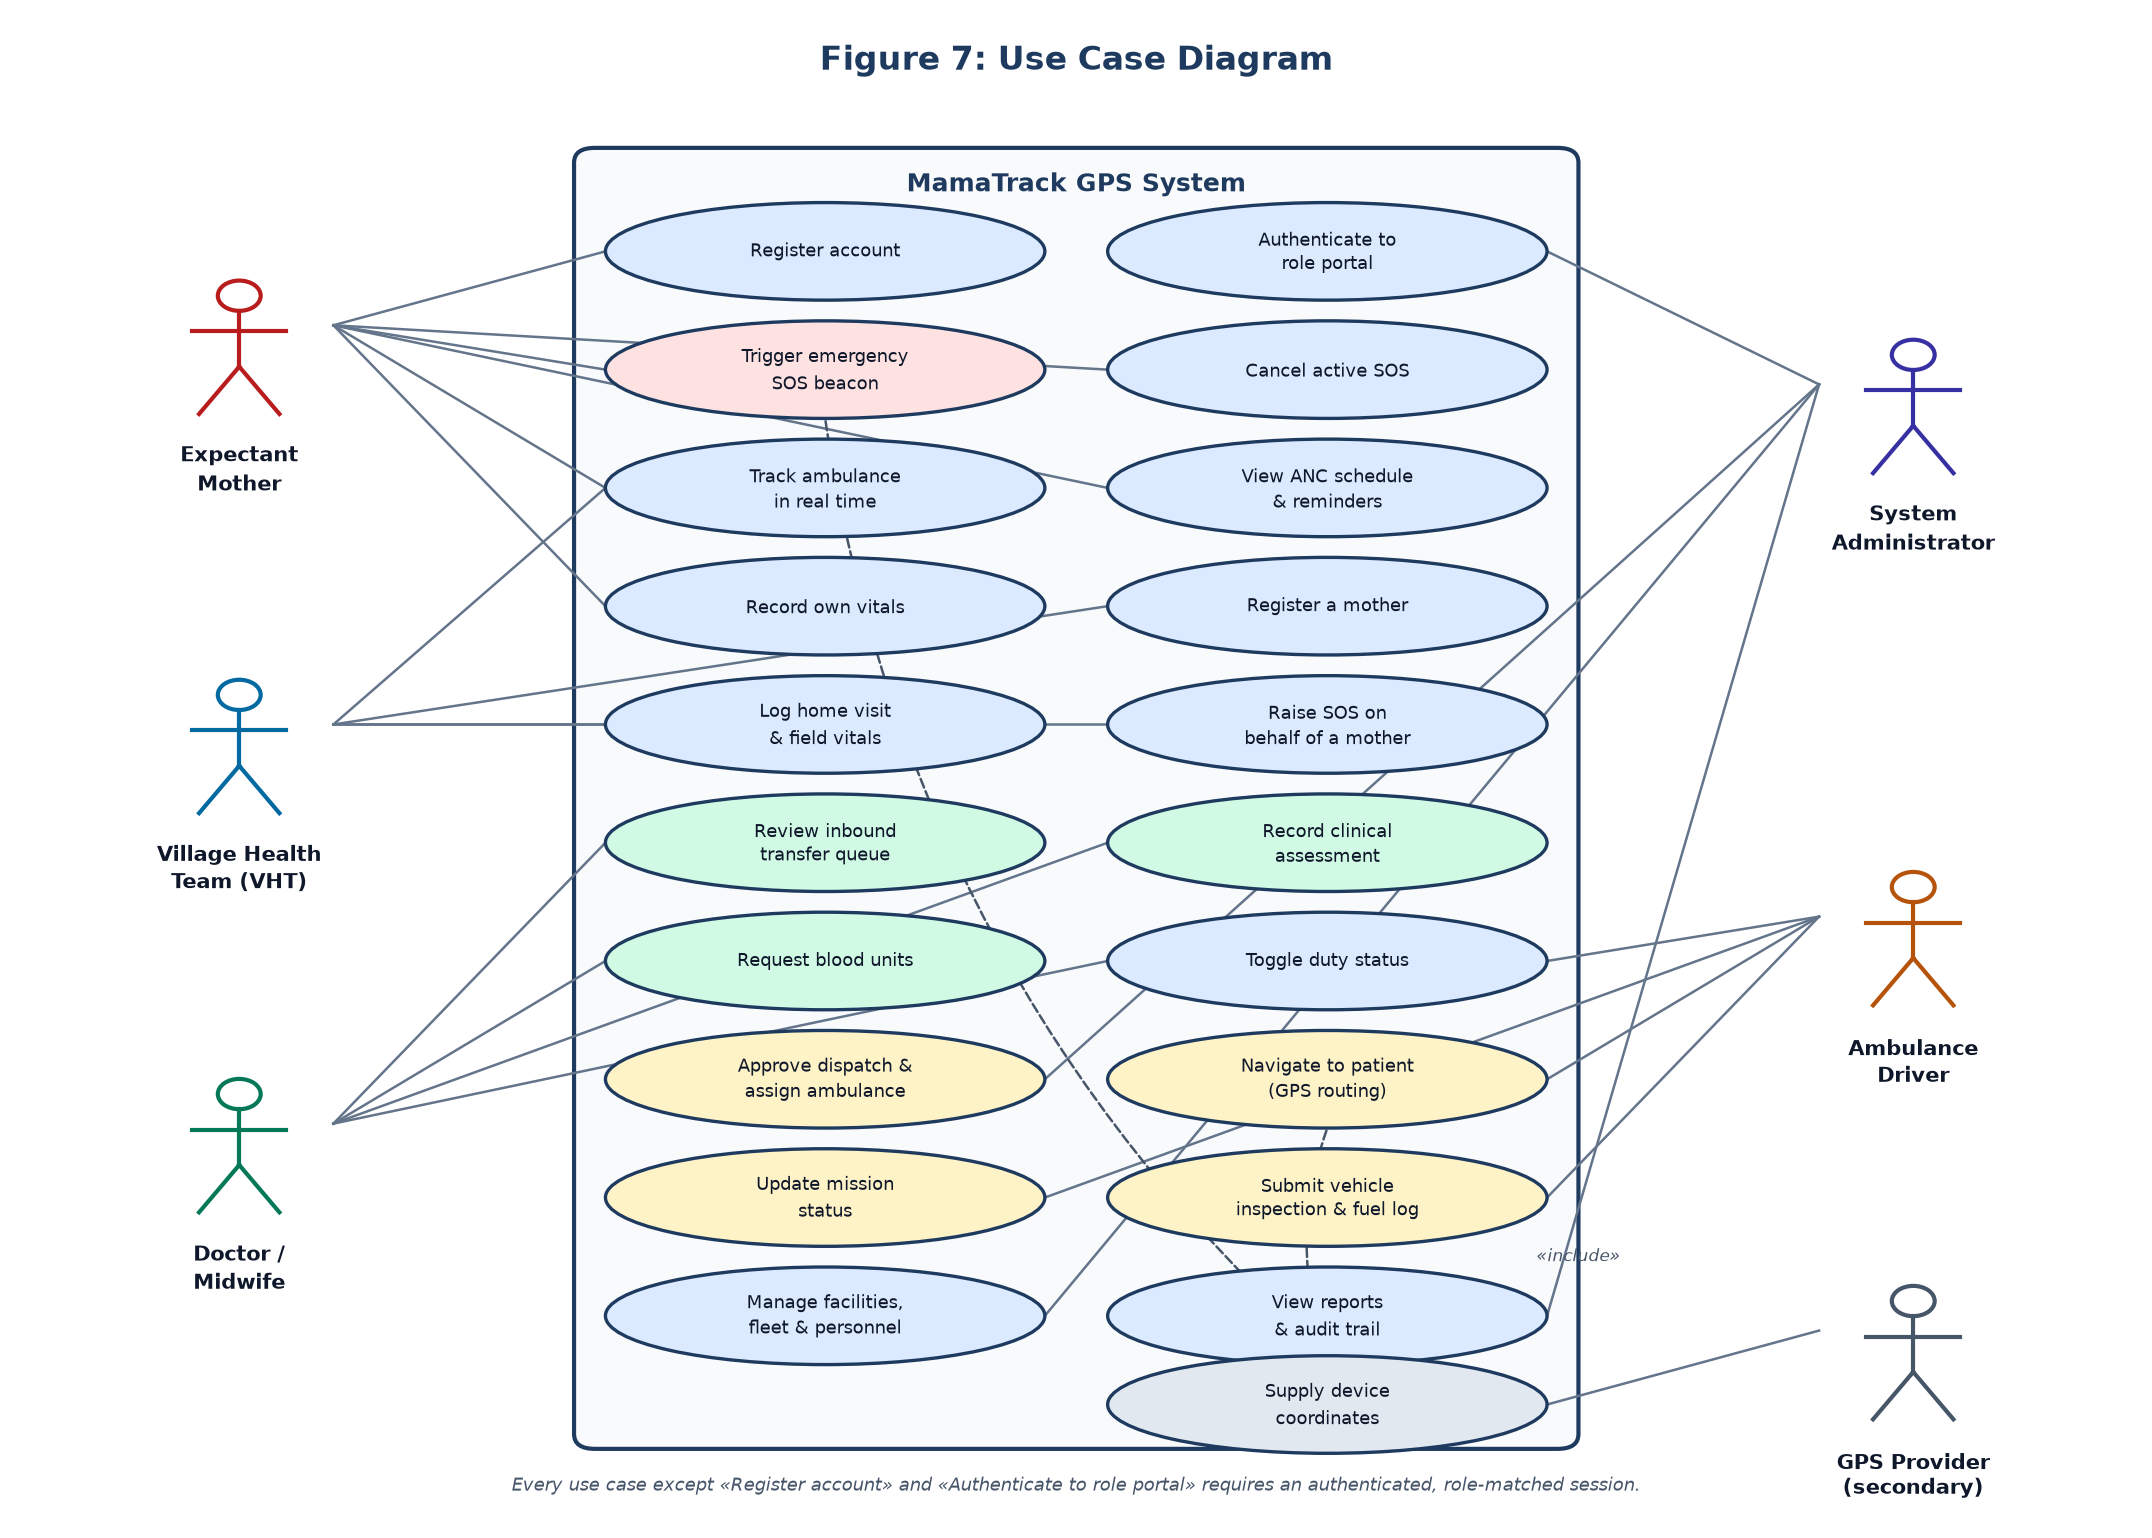 Figure 7: Use Case Diagram
MamaTrack GPS System
Register account
Authenticate to
role portal
Trigger emergency
SOS beacon
Cancel active SOS
Expectant
Mother
Track ambulance
in real time
View ANC schedule
& reminders
System
Administrator
Record own vitals
Register a mother
Log home visit
& field vitals
Raise SOS on
behalf of a mother
Village Health
Team (VHT)
Review inbound
transfer queue
Record clinical
assessment
Request blood units
Toggle duty status
Approve dispatch &
assign ambulance
Navigate to patient
(GPS routing)
Ambulance
Driver
Update mission
status
Submit vehicle
inspection & fuel log
Doctor /
Midwife
«include»
Manage facilities,
fleet & personnel
View reports
& audit trail
Supply device
coordinates
GPS Provider
(secondary)
Every use case except «Register account» and «Authenticate to role portal» requires an authenticated, role-matched session.